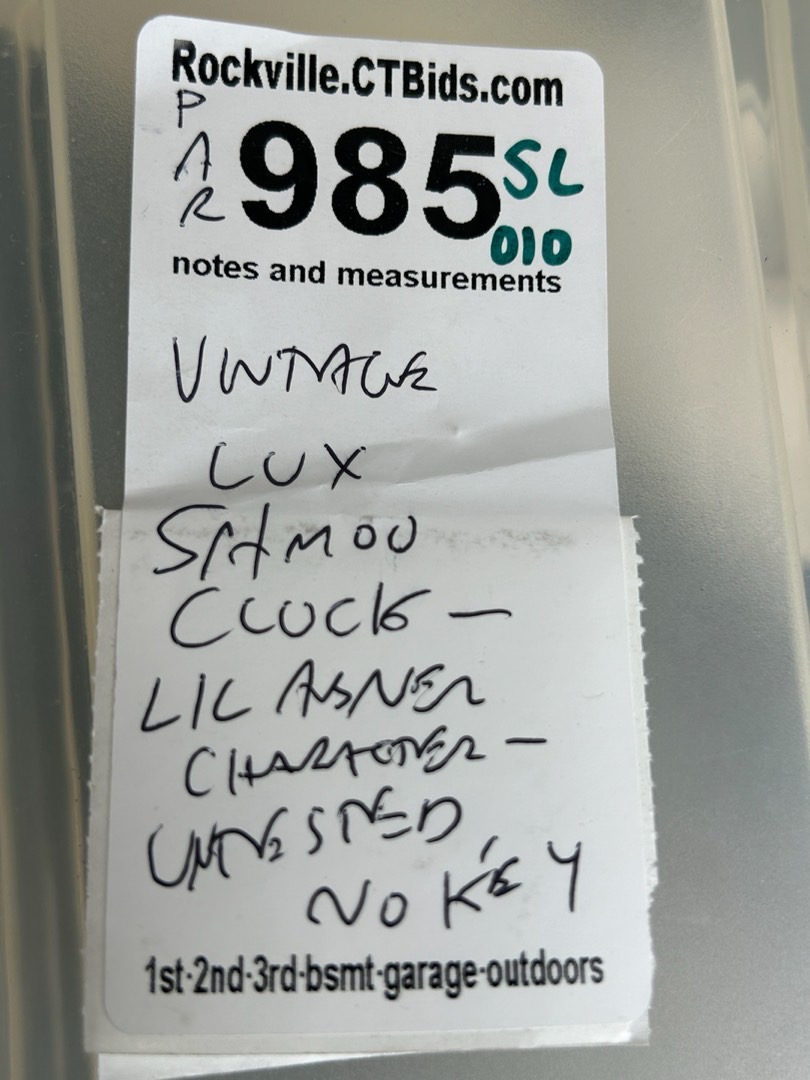 Rockville.CTBids.com
PAR
985
SL
010
notes and measurements
VINTAGE
LUX
SHMOO
CLOCK —
LIL ABNER
CHARACTER —
UNTESTED
NO KEY
1st-2nd-3rd-bsmt-garage-outdoors